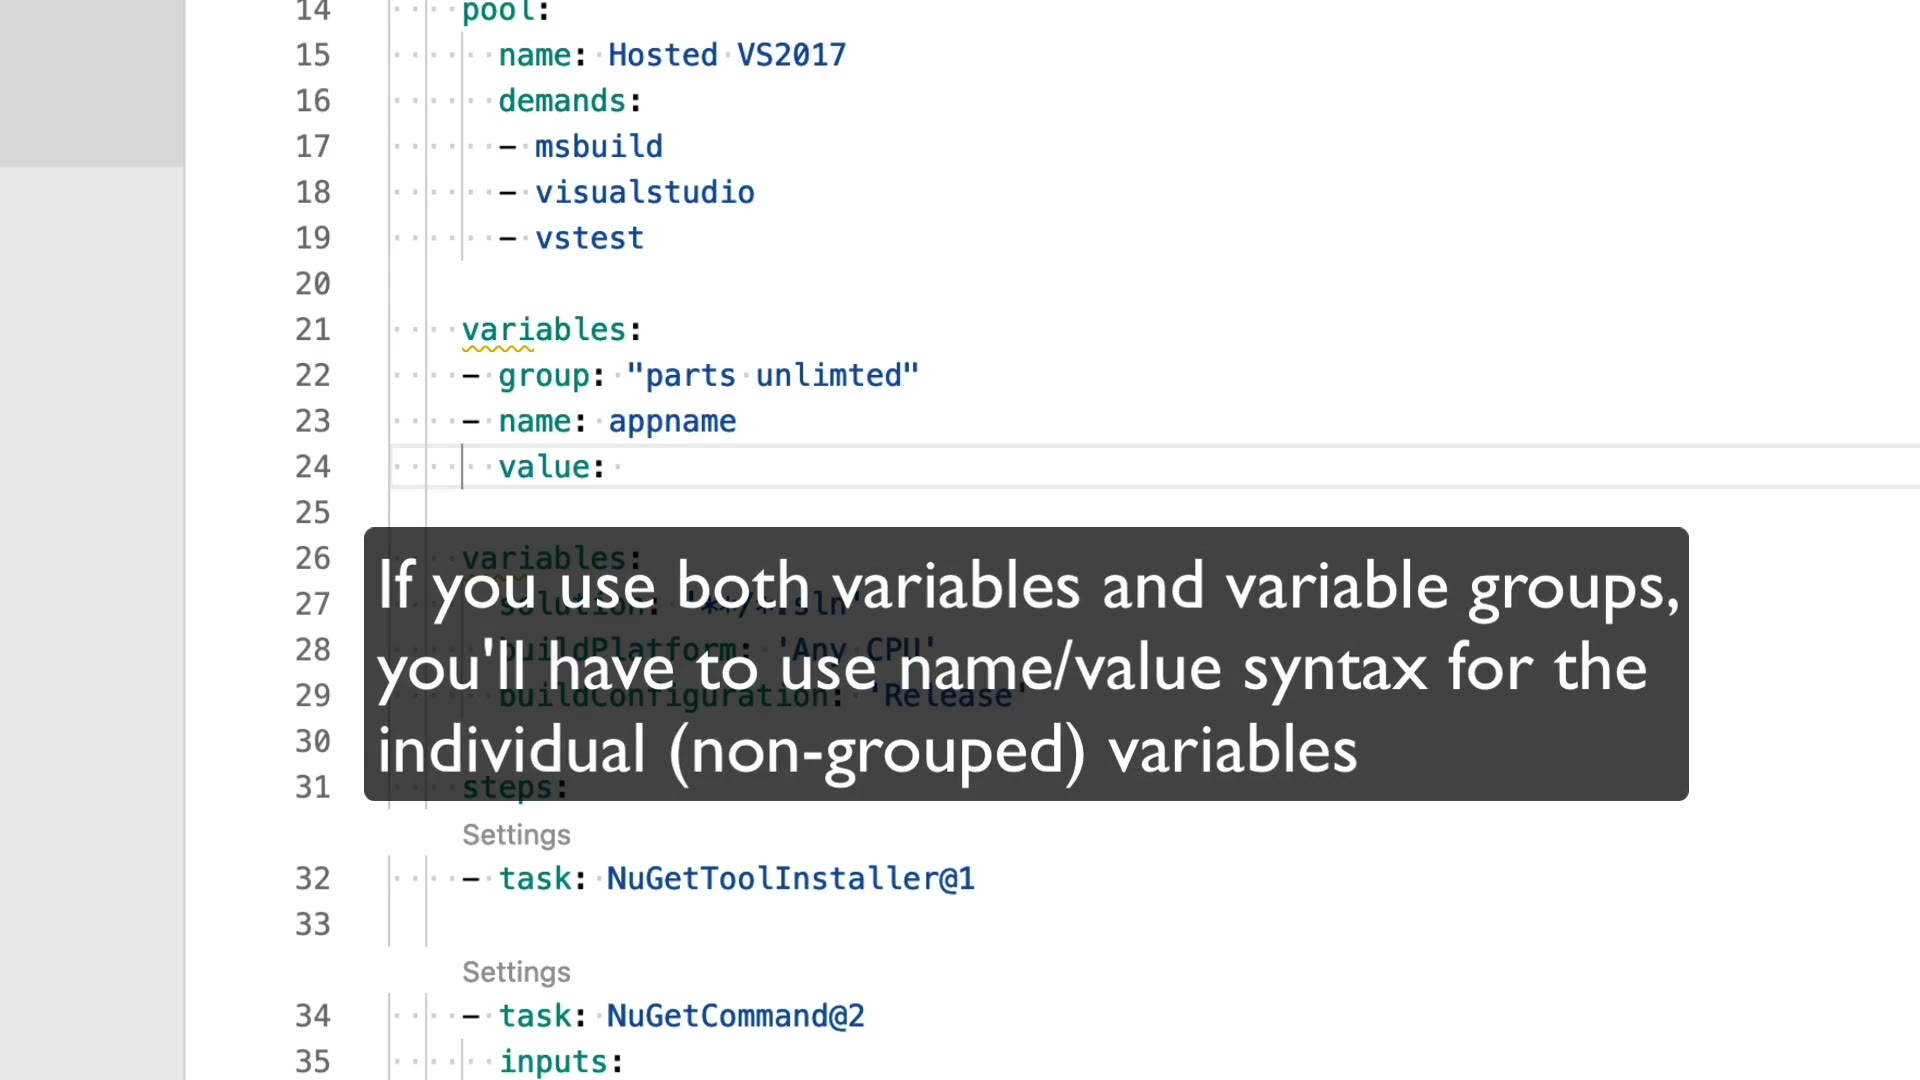 14 pool:
15 name: Hosted VS2017
16 demands:
17 - msbuild
18 - visualstudio
19 - vstest
20
21 variables:
22 - group: "parts unlimted"
23 - name: appname
24 value:
25
26 variables:
27 solution: '**/*.sln'
28 buildPlatform: 'Any CPU'
29 buildConfiguration: 'Release'
30
31 steps:
If you use both variables and variable groups,
you'll have to use name/value syntax for the
individual (non-grouped) variables
Settings
32 - task: NuGetToolInstaller@1
33
Settings
34 - task: NuGetCommand@2
35 inputs: